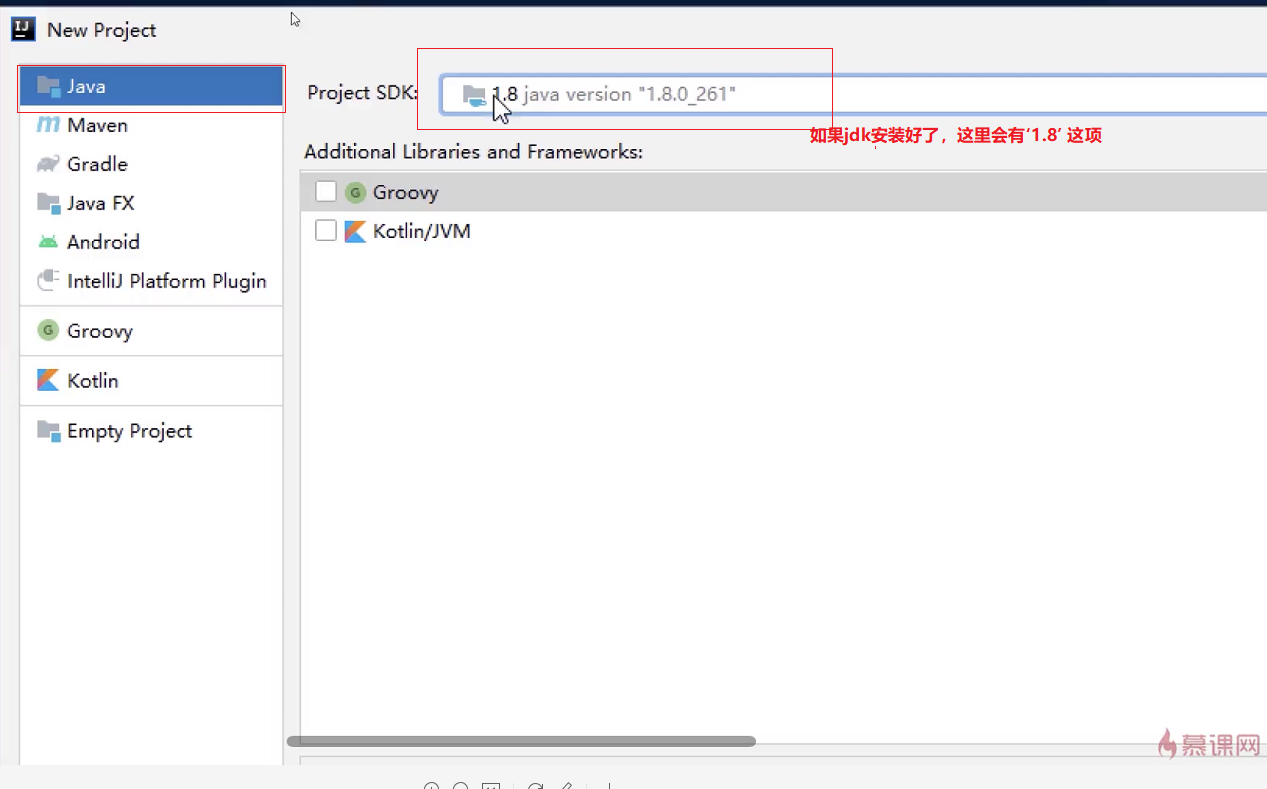 IJ New Project
Java
Maven
Gradle
Java FX
Android
IntelliJ Platform Plugin
Groovy
Kotlin
Empty Project
Project SDK:
1.8 java version "1.8.0_261"
如果jdk安装好了，这里会有‘1.8’ 这项
Additional Libraries and Frameworks:
G Groovy
Kotlin/JVM
慕课网